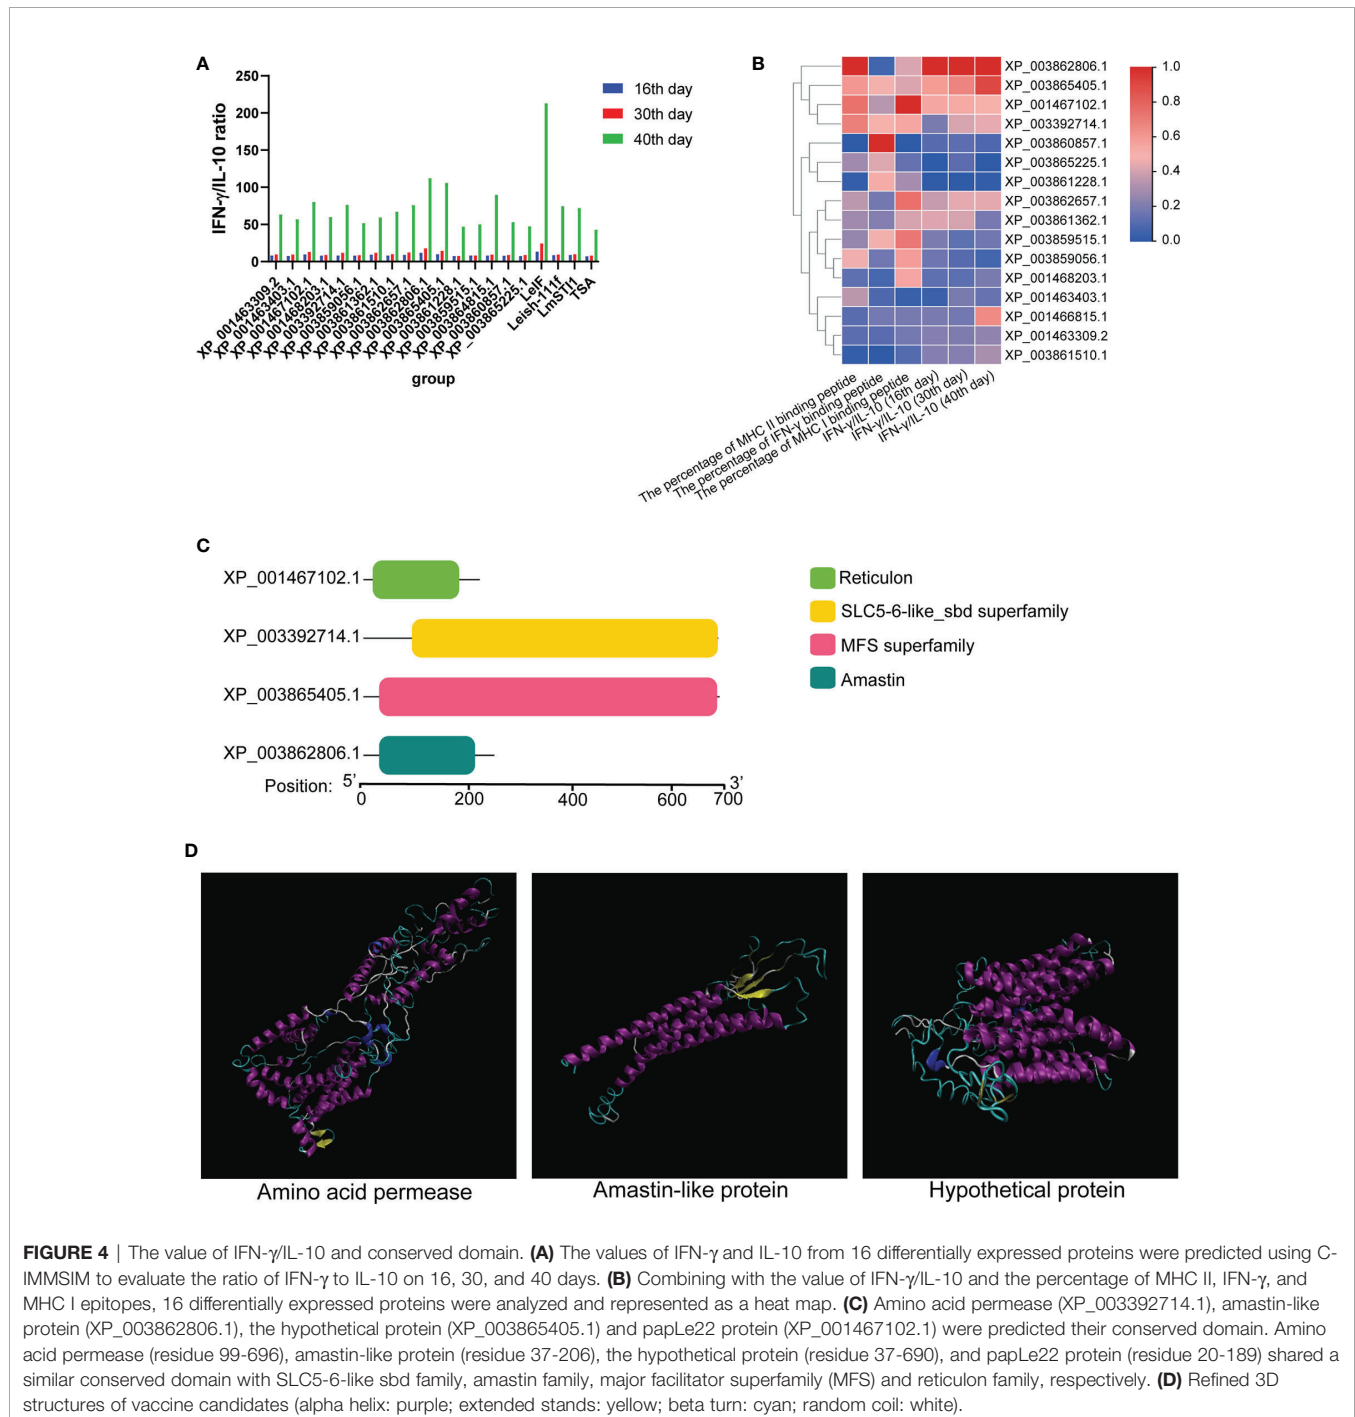 A
IFN-γ/IL-10 ratio
250
200
150
100
50
0
16th day
30th day
40th day
XP_001463309.2
XP_001463403.1
XP_001467102.1
XP_001468203.1
XP_003392714.1
XP_003859056.1
XP_003861362.1
XP_003861510.1
XP_003862657.1
XP_003862806.1
XP_003865405.1
XP_003861228.1
XP_003859515.1
XP_003864815.1
XP_003860857.1
XP_003865225.1
LeIF
Leish-111f
LmSTI1
TSA
group
B
XP_003862806.1
XP_003865405.1
XP_001467102.1
XP_003392714.1
XP_003860857.1
XP_003865225.1
XP_003861228.1
XP_003862657.1
XP_003861362.1
XP_003859515.1
XP_003859056.1
XP_001468203.1
XP_001463403.1
XP_001466815.1
XP_001463309.2
XP_003861510.1
1.0
0.8
0.6
0.4
0.2
0.0
The percentage of MHC II binding peptide
The percentage of IFN-γ binding peptide
The percentage of MHC I binding peptide
IFN-γ/IL-10 (16th day)
IFN-γ/IL-10 (30th day)
IFN-γ/IL-10 (40th day)
C
XP_001467102.1
XP_003392714.1
XP_003865405.1
XP_003862806.1
Position:
5’
3’
0
200
400
600
700
Reticulon
SLC5-6-like_sbd superfamily
MFS superfamily
Amastin
D
Amino acid permease
Amastin-like protein
Hypothetical protein
FIGURE 4 | The value of IFN-γ/IL-10 and conserved domain. (A) The values of IFN-γ and IL-10 from 16 differentially expressed proteins were predicted using C-
IMMSIM to evaluate the ratio of IFN-γ to IL-10 on 16, 30, and 40 days. (B) Combining with the value of IFN-γ/IL-10 and the percentage of MHC II, IFN-γ, and
MHC I epitopes, 16 differentially expressed proteins were analyzed and represented as a heat map. (C) Amino acid permease (XP_003392714.1), amastin-like
protein (XP_003862806.1), the hypothetical protein (XP_003865405.1) and papLe22 protein (XP_001467102.1) were predicted their conserved domain. Amino
acid permease (residue 99-696), amastin-like protein (residue 37-206), the hypothetical protein (residue 37-690), and papLe22 protein (residue 20-189) shared a
similar conserved domain with SLC5-6-like sbd family, amastin family, major facilitator superfamily (MFS) and reticulon family, respectively. (D) Refined 3D
structures of vaccine candidates (alpha helix: purple; extended stands: yellow; beta turn: cyan; random coil: white).